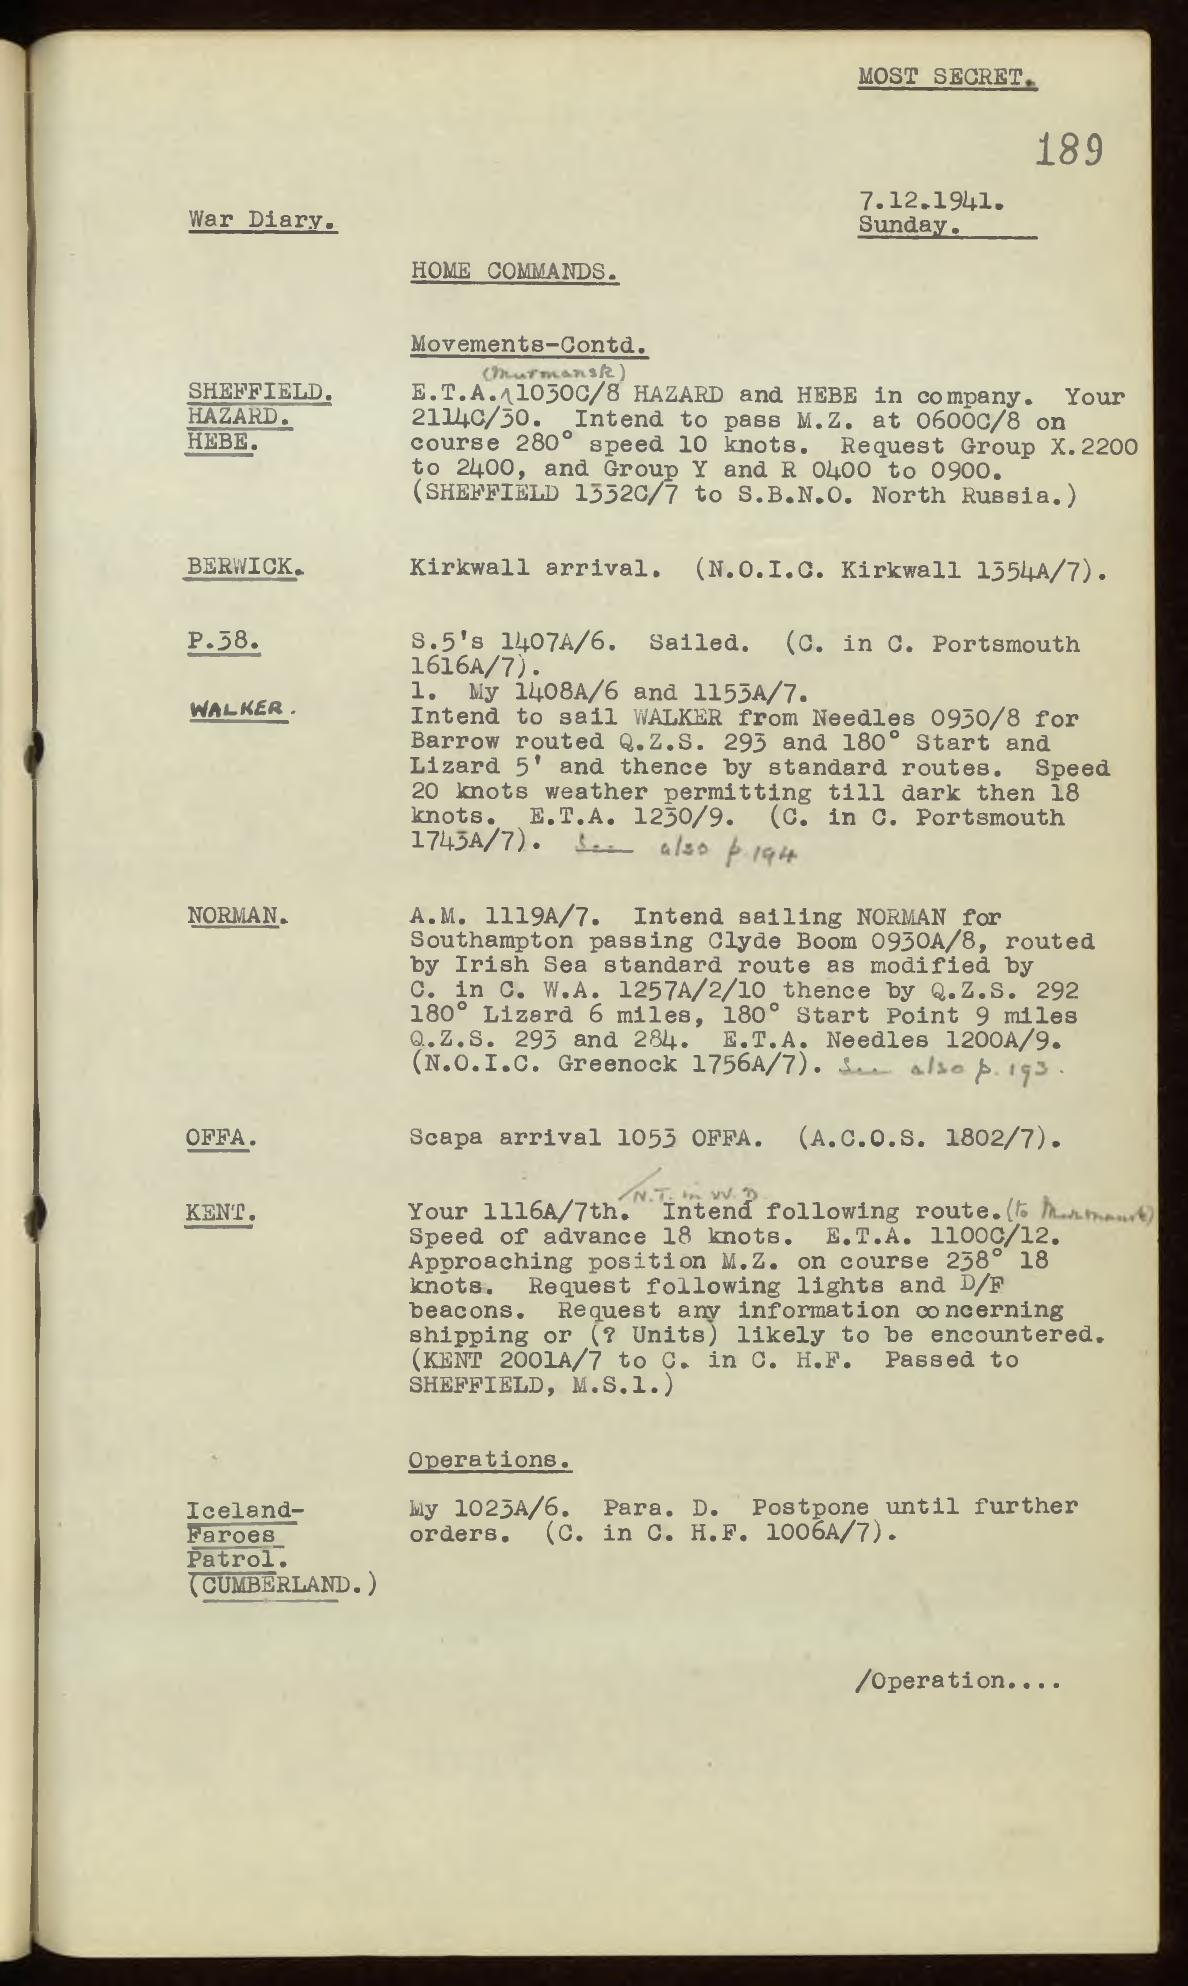 MOST SECRET.
189
7.12.1941.
War Diary.
Sunday.
HOME COMMANDS.
Movements-Contd.
(Murmansk)
SHEFFIELD. E.T.A. 1030C/8 HAZARD and HEBE in company. Your
HAZARD. 2114C/30. Intend to pass M.Z. at 0600C/8 on
HEBE. course 280° speed 10 knots. Request Group X.2200
to 2400, and Group Y and R 0400 to 0900.
(SHEFFIELD 1332C/7 to S.B.N.O. North Russia.)
BERWICK. Kirkwall arrival. (N.O.I.C. Kirkwall 1354A/7).
P.38. S.5's 1407A/6. Sailed. (C. in C. Portsmouth
1616A/7).
1. My 1408A/6 and 1153A/7.
WALKER. Intend to sail WALKER from Needles 0930/8 for
Barrow routed Q.Z.S. 293 and 180° Start and
Lizard 5' and thence by standard routes. Speed
20 knots weather permitting till dark then 18
knots. E.T.A. 1230/9. (C. in C. Portsmouth
1743A/7). See also p 194
NORMAN. A.M. 1119A/7. Intend sailing NORMAN for
Southampton passing Clyde Boom 0930A/8, routed
by Irish Sea standard route as modified by
C. in C. W.A. 1257A/2/10 thence by Q.Z.S. 292
180° Lizard 6 miles, 180° Start Point 9 miles
Q.Z.S. 293 and 284. E.T.A. Needles 1200A/9.
(N.O.I.C. Greenock 1756A/7). See also p. 193.
OFFA. Scapa arrival 1053 OFFA. (A.C.O.S. 1802/7).
/N.T. in W.D
KENT. Your 1116A/7th. Intend following route. (to Murmansk)
Speed of advance 18 knots. E.T.A. 1100C/12.
Approaching position M.Z. on course 238° 18
knots. Request following lights and D/F
beacons. Request any information concerning
shipping or (? Units) likely to be encountered.
(KENT 2001A/7 to C. in C. H.F. Passed to
SHEFFIELD, M.S.1.)
Operations.
Iceland- My 1023A/6. Para. D. Postpone until further
Faroes orders. (C. in C. H.F. 1006A/7).
Patrol.
(CUMBERLAND.)
/Operation....